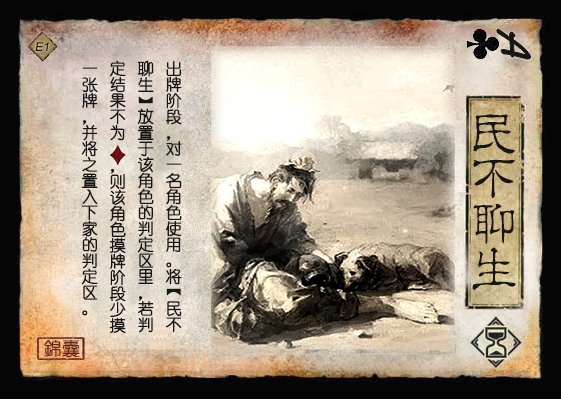 E1
A
民不聊生
出牌阶段，对一名角色使用。将【民不
聊生】放置于该角色的判定区里，若判
定结果不为♦,则该角色摸牌阶段少摸
一张牌，并将之置入下家的判定区。
錦囊